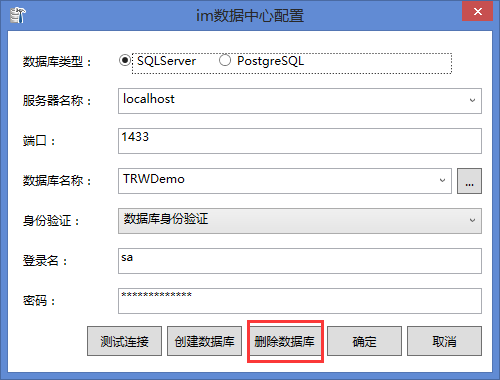 im数据中心配置
数据库类型： SQLServer PostgreSQL
服务器名称： localhost
端口： 1433
数据库名称： TRWDemo ...
身份验证： 数据库身份验证
登录名： sa
密码： *************
测试连接 创建数据库 删除数据库 确定 取消